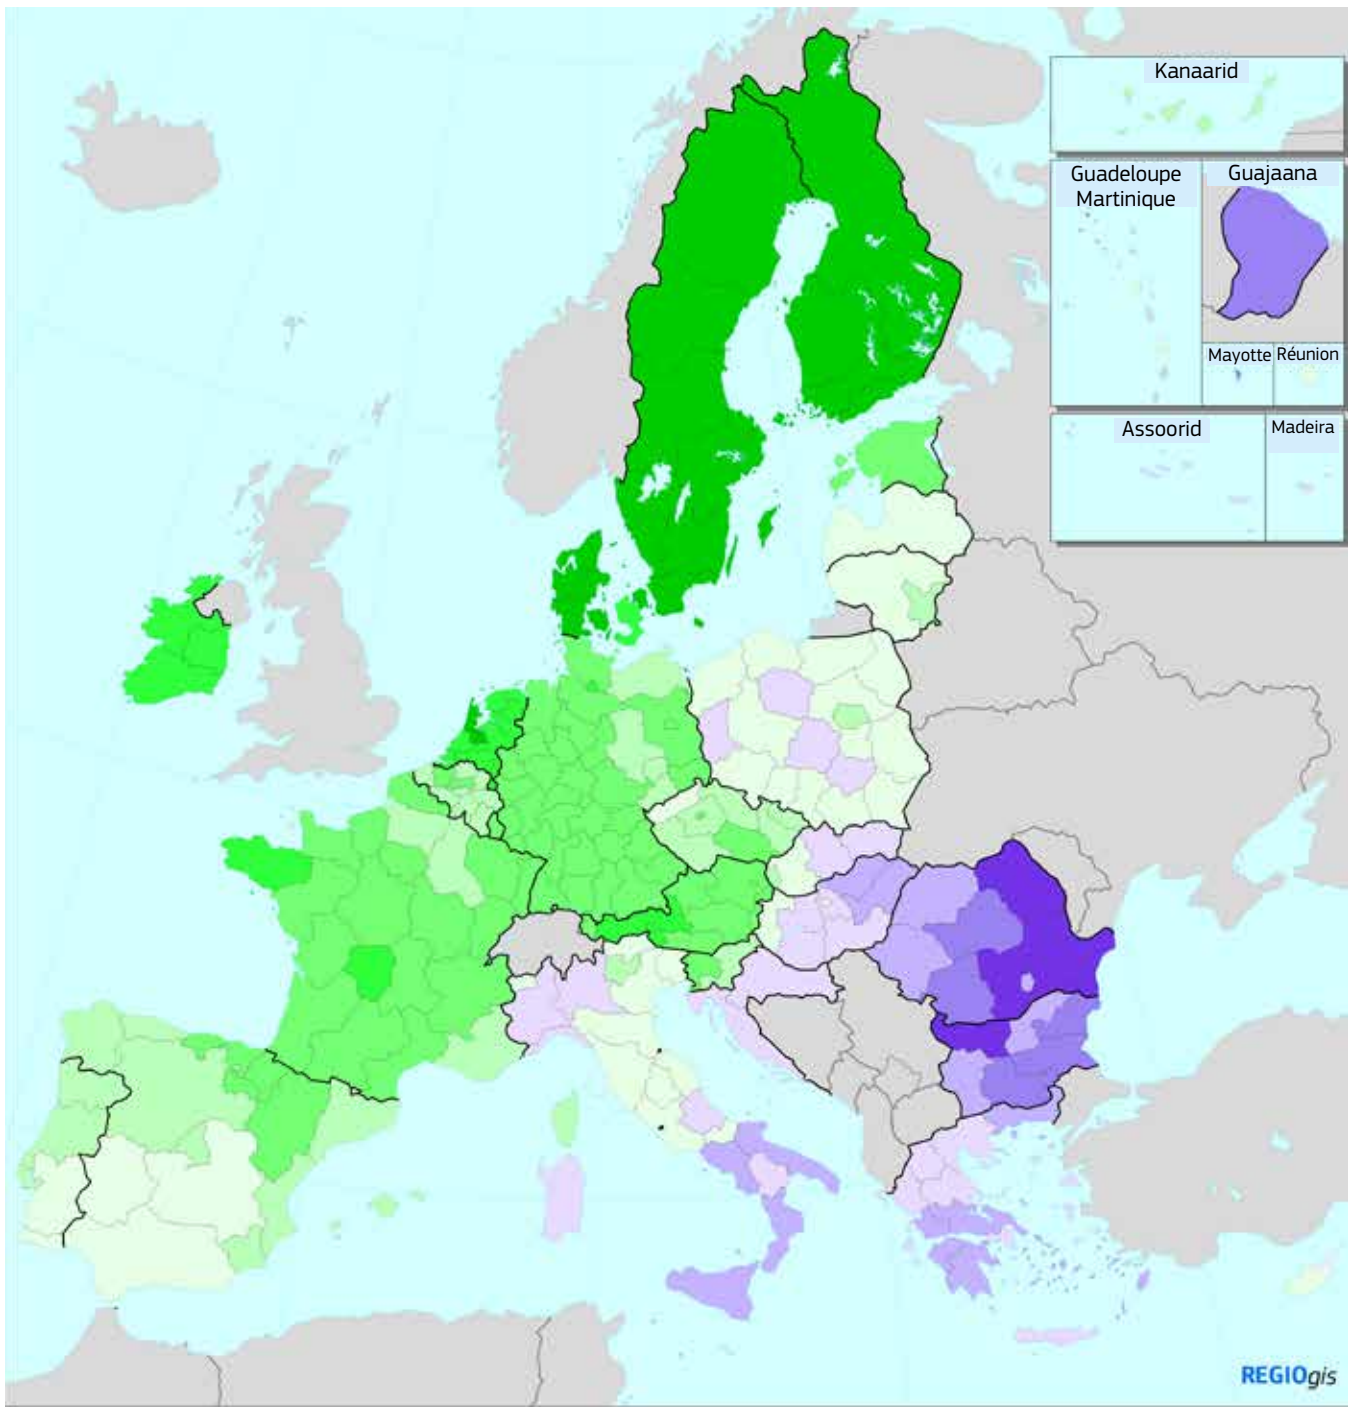 Kanaarid
Guadeloupe
Martinique
Guajaana
Mayotte
Réunion
Assoorid
Madeira
REGIOgis